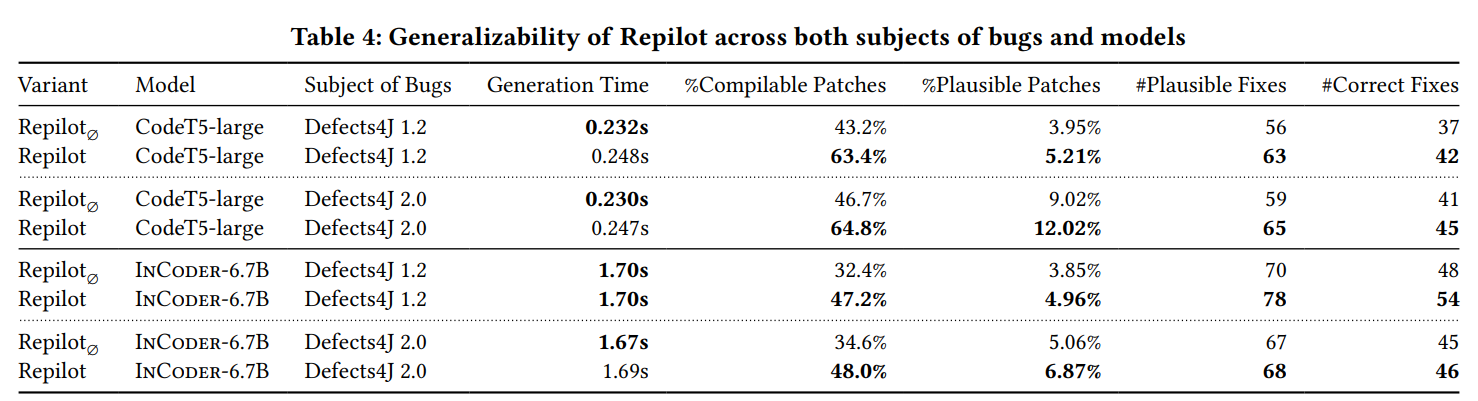 Table 4: Generalizability of Repilot across both subjects of bugs and models
Variant Model Subject of Bugs Generation Time %Compilable Patches %Plausible Patches #Plausible Fixes #Correct Fixes
Repilot∅ CodeT5-large Defects4J 1.2 0.232s 43.2% 3.95% 56 37
Repilot CodeT5-large Defects4J 1.2 0.248s 63.4% 5.21% 63 42
Repilot∅ CodeT5-large Defects4J 2.0 0.230s 46.7% 9.02% 59 41
Repilot CodeT5-large Defects4J 2.0 0.247s 64.8% 12.02% 65 45
Repilot∅ InCoder-6.7B Defects4J 1.2 1.70s 32.4% 3.85% 70 48
Repilot InCoder-6.7B Defects4J 1.2 1.70s 47.2% 4.96% 78 54
Repilot∅ InCoder-6.7B Defects4J 2.0 1.67s 34.6% 5.06% 67 45
Repilot InCoder-6.7B Defects4J 2.0 1.69s 48.0% 6.87% 68 46